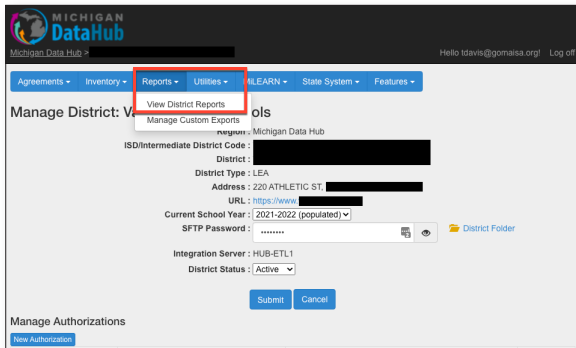 MICHIGAN
DataHub
Michigan Data Hub >
Hello tdavis@gomaisa.org! Log off
Agreements Inventory Reports Utilities MiLEARN State System Features
View District Reports
Manage Custom Exports
Manage District: V ols
Region : Michigan Data Hub
ISD/Intermediate District Code :
District :
District Type : LEA
Address : 220 ATHLETIC ST,
URL : https://www.
Current School Year : 2021-2022 (populated)
SFTP Password : ········
District Folder
Integration Server : HUB-ETL1
District Status : Active
Submit Cancel
Manage Authorizations
New Authorization